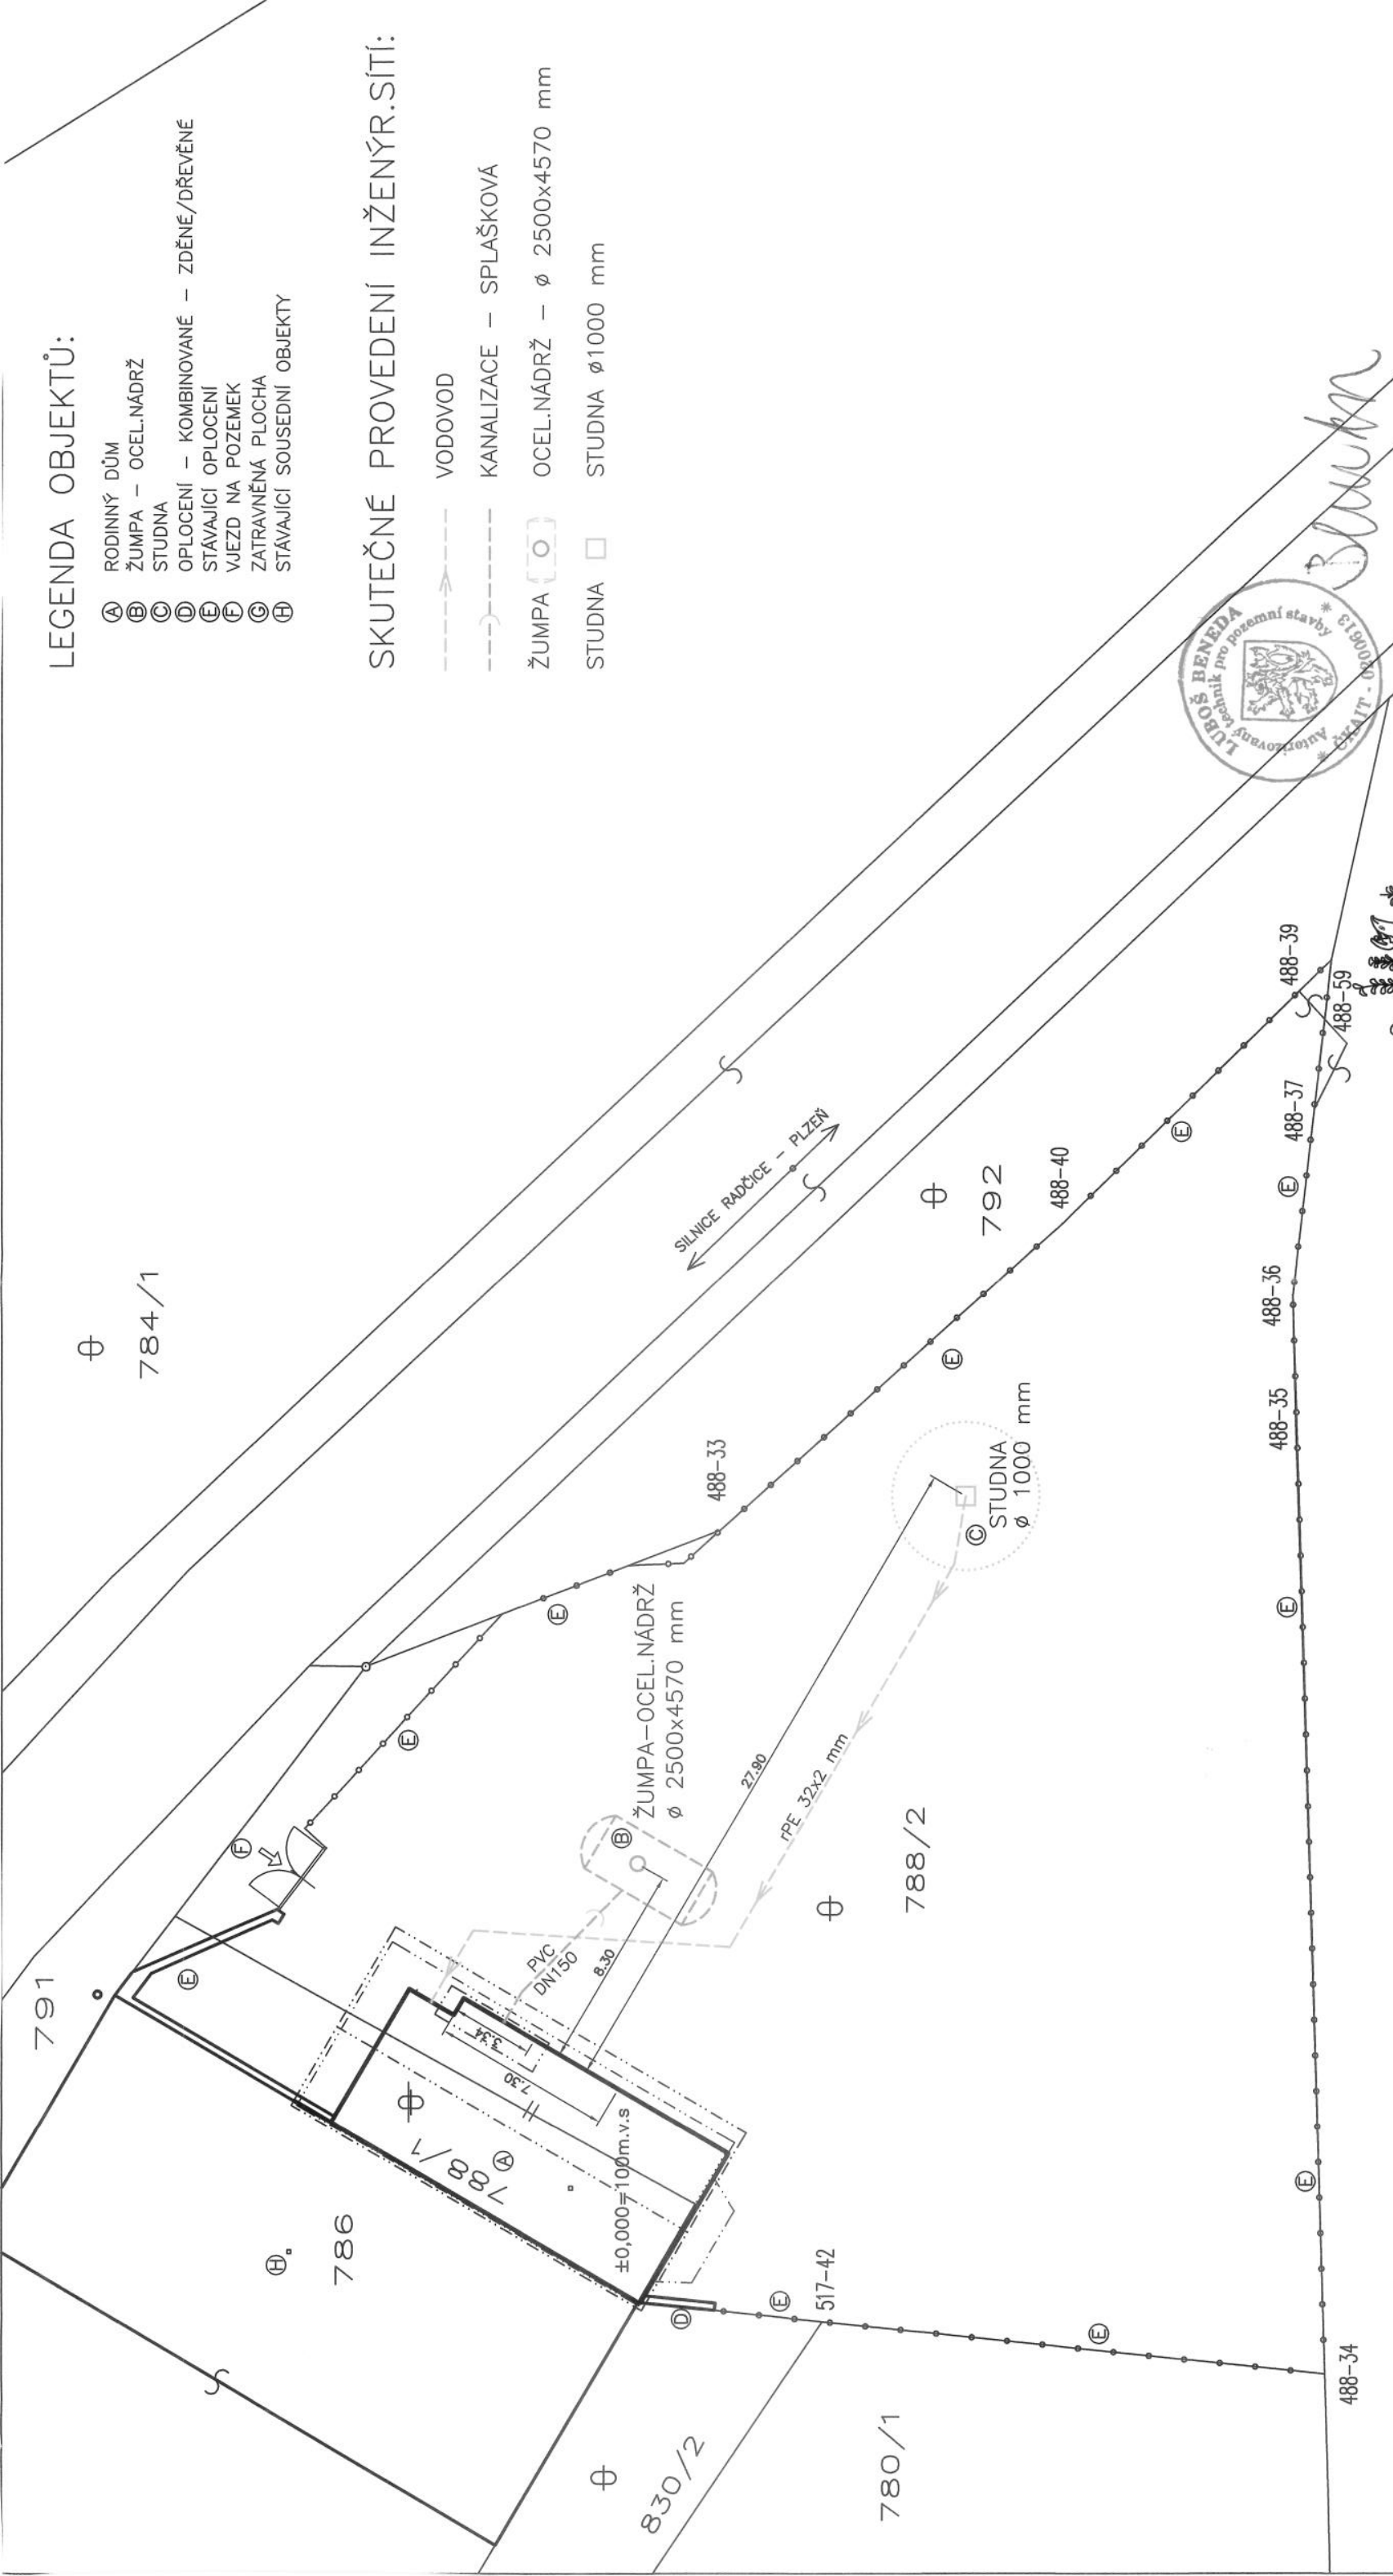 LEGENDA OBJEKTŮ:
Ⓐ RODINNÝ DŮM
Ⓑ ŽUMPA – OCEL.NÁDRŽ
Ⓒ STUDNA
Ⓓ OPLOCENÍ – KOMBINOVANÉ – ZDĚNÉ/DŘEVĚNÉ
Ⓔ STÁVAJÍCÍ OPLOCENÍ
Ⓕ VJEZD NA POZEMEK
Ⓖ ZATRAVNĚNÁ PLOCHA
Ⓗ STÁVAJÍCÍ SOUSEDNÍ OBJEKTY
SKUTEČNÉ PROVEDENÍ INŽENÝR.SÍTÍ:
VODOVOD
KANALIZACE – SPLAŠKOVÁ
ŽUMPA OCEL.NÁDRŽ – ø 2500x4570 mm
STUDNA STUDNA ø1000 mm
791
784/1
Ⓗ
786
788/1
Ⓐ
±0,000=100m.v.s
7.30
3.34
Ⓔ
Ⓕ
Ⓔ
Ⓔ
PVC
DN150
8.30
Ⓑ
ŽUMPA–OCEL.NÁDRŽ
ø 2500x4570 mm
27.90
rPE 32x2 mm
488-33
SILNICE RADČICE – PLZEŇ
792
Ⓒ
STUDNA
ø 1000 mm
Ⓔ
488-40
Ⓔ
788/2
Ⓓ
Ⓔ
517-42
Ⓔ
830/2
780/1
488-34
Ⓔ
Ⓔ
488-35
488-36
Ⓔ
488-37
488-59
488-39
LUBOŠ BENEDA
Autorizovaný technik pro pozemní stavby
* ČKAIT - 0200613 *